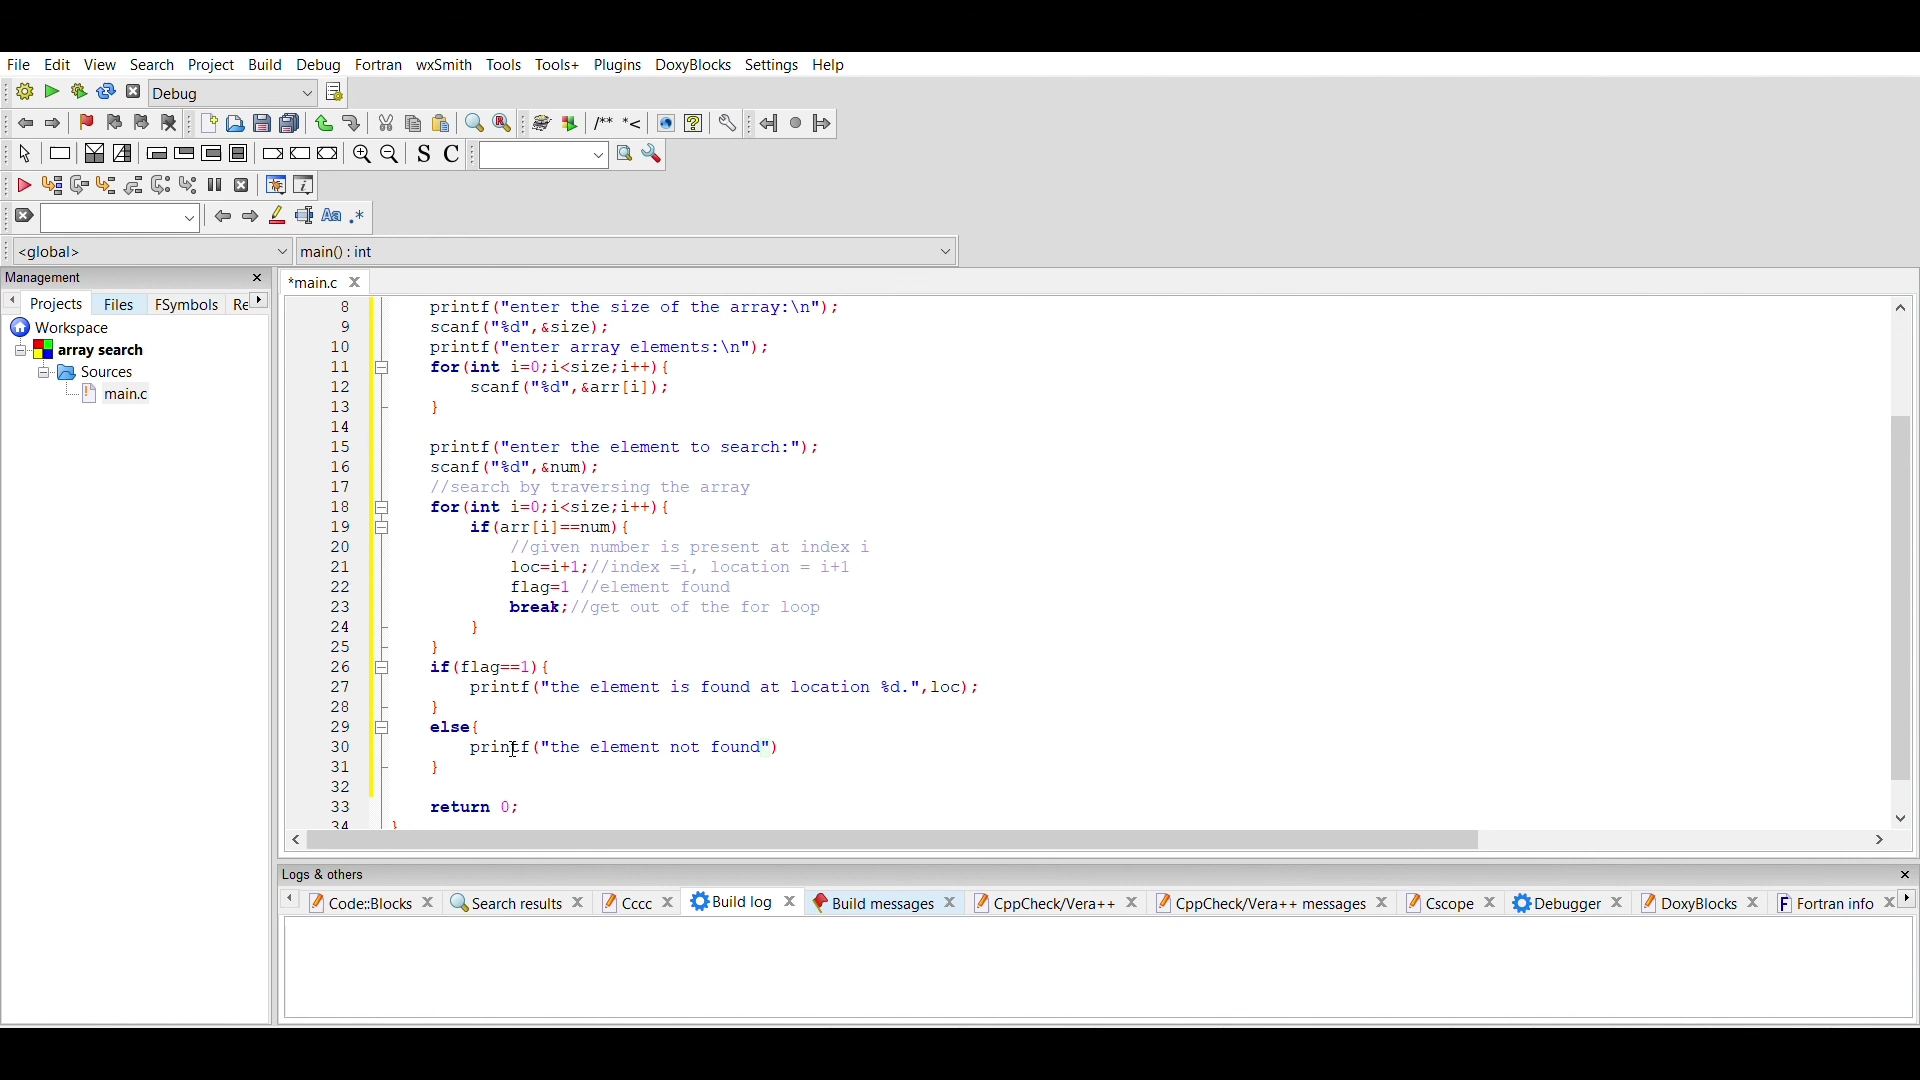 File Edit View Search Project Build Debug Fortran wxSmith Tools Tools+ Plugins DoxyBlocks Settings Help
Debug
/** *<
S C
Aa .*
<global> main() : int
Management
*main.c
Projects Files FSymbols Re
Workspace
array search
Sources
main.c
8 printf("enter the size of the array:\n");
9 scanf("%d",&size);
10 printf("enter array elements:\n");
11 for(int i=0;i<size;i++){
12 scanf("%d",&arr[i]);
13 }
14
15 printf("enter the element to search:");
16 scanf("%d",&num);
17 //search by traversing the array
18 for(int i=0;i<size;i++){
19 if(arr[i]==num){
20 //given number is present at index i
21 loc=i+1;//index =i, location = i+1
22 flag=1 //element found
23 break;//get out of the for loop
24 }
25 }
26 if(flag==1){
27 printf("the element is found at location %d.",loc);
28 }
29 else{
30 printf("the element not found")
31 }
32
33 return 0;
34 }
Logs & others
Code::Blocks Search results Cccc Build log Build messages CppCheck/Vera++ CppCheck/Vera++ messages Cscope Debugger DoxyBlocks Fortran info